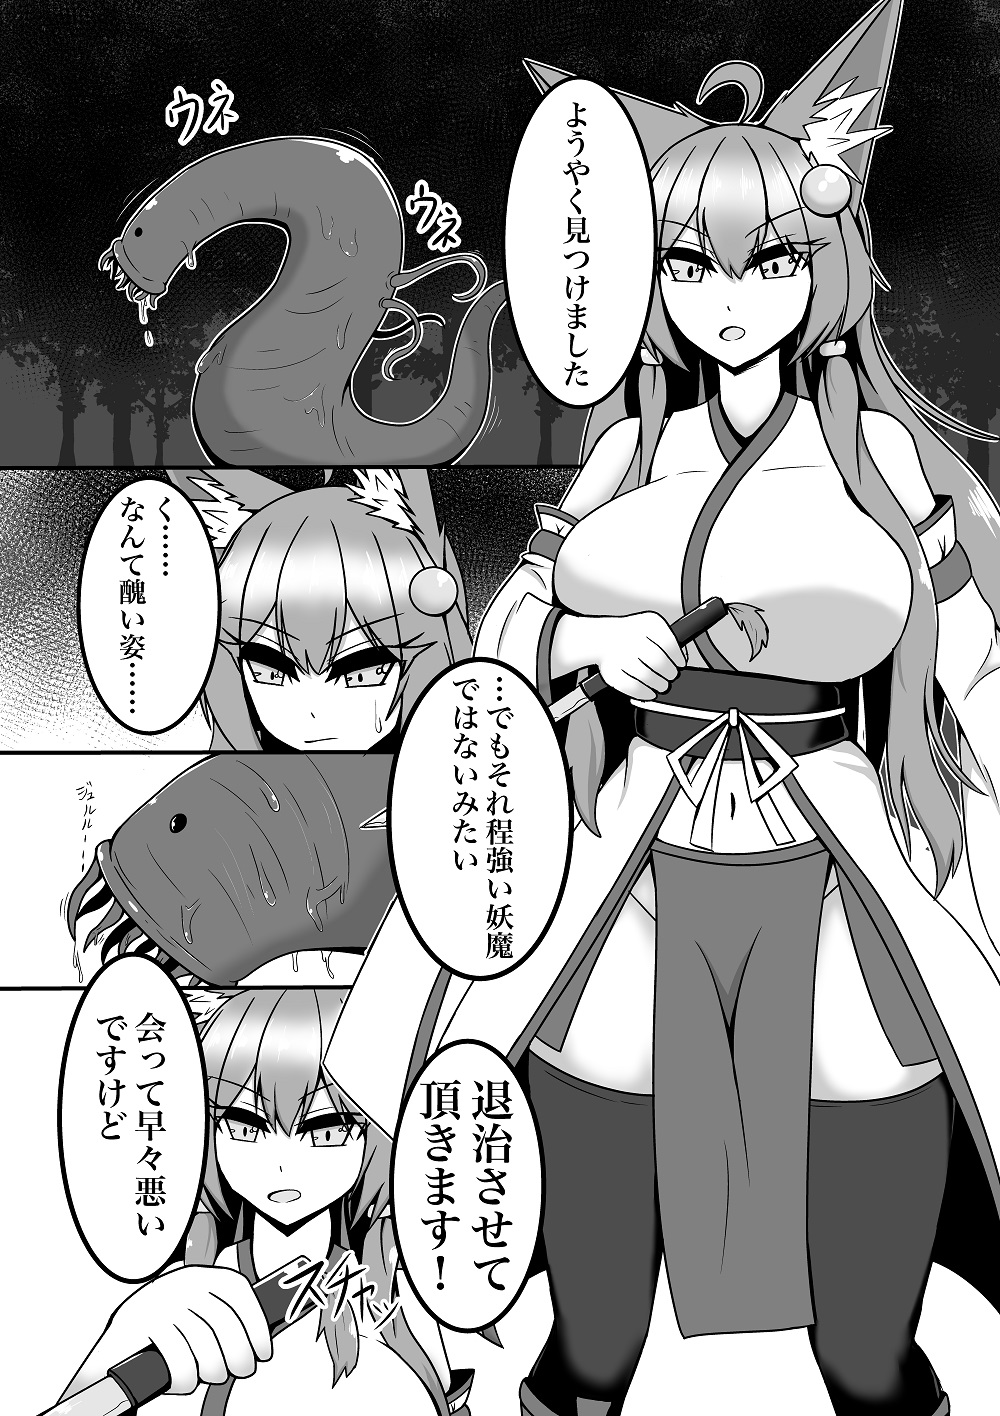 ようやく見つけました
ウネ
ウネ
く……
なんて醜い姿……
…でもそれ程強い妖魔
ではないみたい
ジュルル…
会って早々悪い
ですけど
退治させて
頂きます！
スチャッ